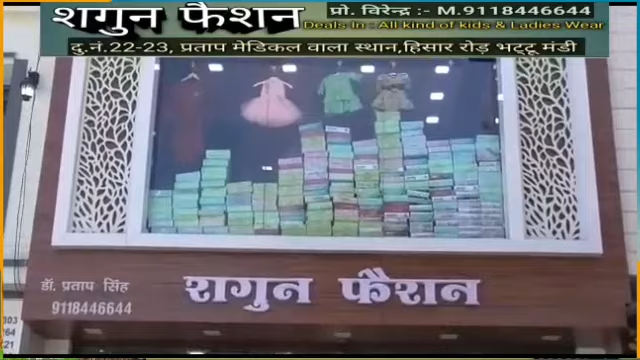 शगुन फैशन
प्रो. विरेन्द्र :- M.9118446644
Deals In :- All kind of kids & Ladies Wear
दु.नं.22-23, प्रताप मेडिकल वाला स्थान,हिसार रोड़ भट्टू मंडी
डॉ. प्रताप सिंह
9118446644
शगुन फैशन